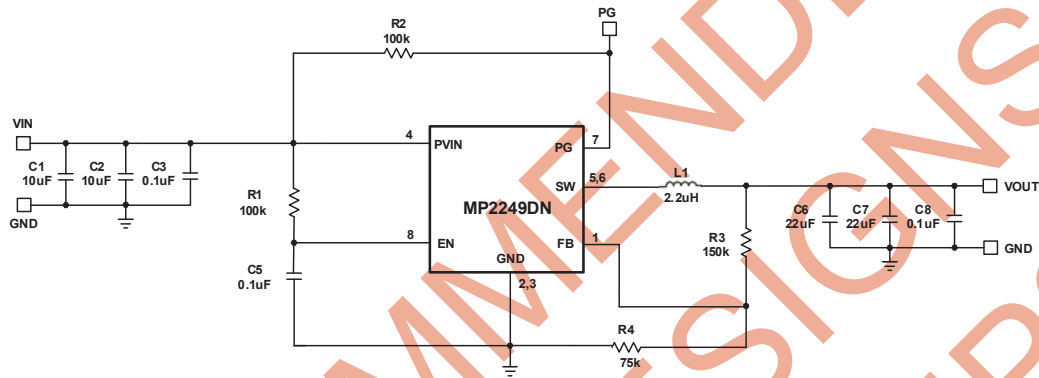 PG
R2
100k
VIN
4
PVIN
PG
7
C1
10uF
C2
10uF
C3
0.1uF
SW
5,6
L1
2.2uH
VOUT
R1
100k
MP2249DN
GND
C6
22uF
C7
22uF
C8
0.1uF
8
EN
FB
1
R3
150k
GND
GND
2,3
C5
0.1uF
R4
75k
MMEND
ESIGNS